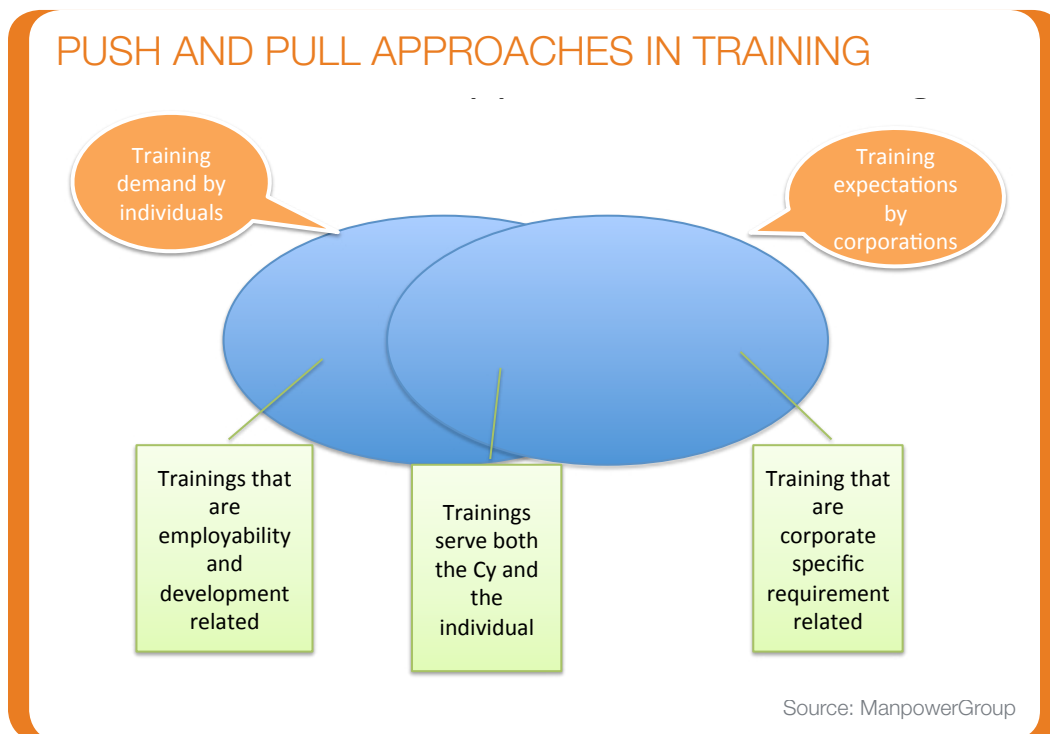 PUSH AND PULL APPROACHES IN TRAINING
Training
demand by
individuals
Training
expectations
by
corporations
Trainings that
are
employability
and
development
related
Trainings
serve both
the Cy and
the
individual
Training that
are
corporate
specific
requirement
related
Source: ManpowerGroup